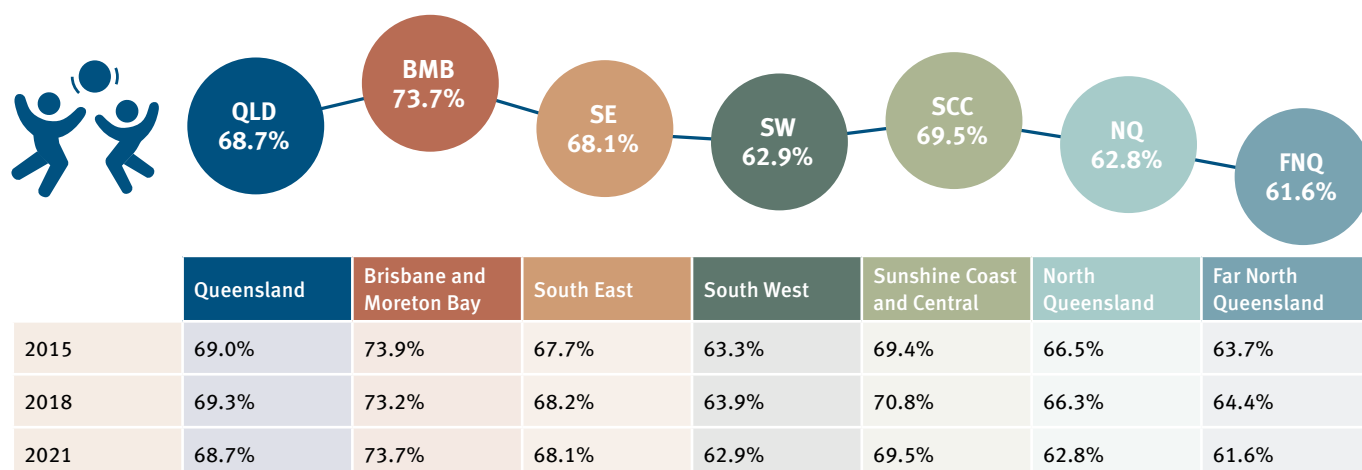 QLD
68.7%
BMB
73.7%
SE
68.1%
SW
62.9%
SCC
69.5%
NQ
62.8%
FNQ
61.6%
Queensland
Brisbane and
Moreton Bay
South East
South West
Sunshine Coast
and Central
North
Queensland
Far North
Queensland
2015 69.0% 73.9% 67.7% 63.3% 69.4% 66.5% 63.7%
2018 69.3% 73.2% 68.2% 63.9% 70.8% 66.3% 64.4%
2021 68.7% 73.7% 68.1% 62.9% 69.5% 62.8% 61.6%